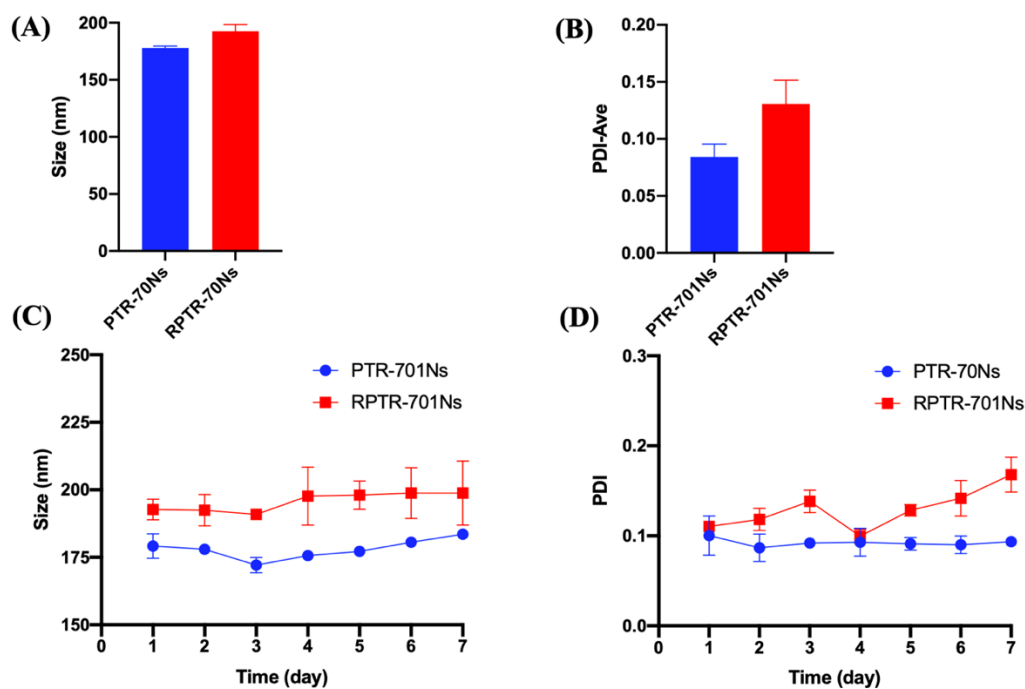 (A)
Size (nm)
200
150
100
50
0
PTR-70Ns
RPTR-70Ns
(B)
PDI-Ave
0.20
0.15
0.10
0.05
0.00
PTR-701Ns
RPTR-701Ns
(C)
Size (nm)
250
225
200
175
150
PTR-701Ns
RPTR-701Ns
0 1 2 3 4 5 6 7
Time (day)
(D)
PDI
0.3
0.2
0.1
0.0
PTR-70Ns
RPTR-701Ns
0 1 2 3 4 5 6 7
Time (day)